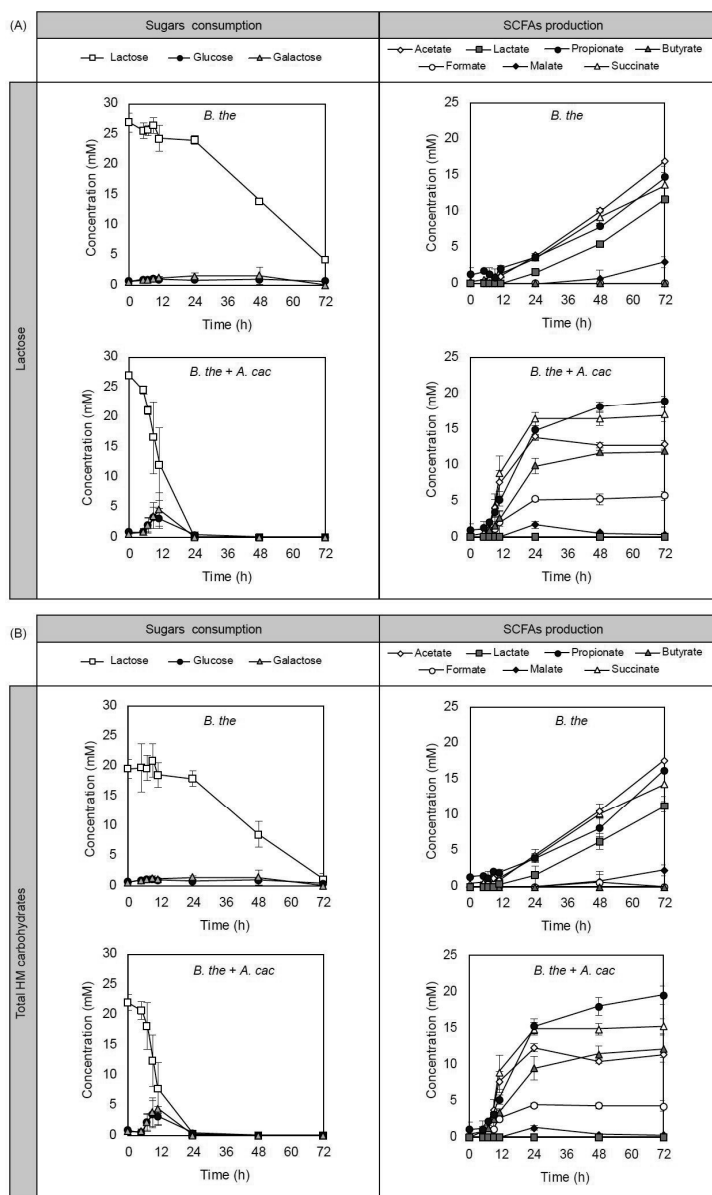 (A)
Sugars consumption
SCFAs production
Lactose Glucose Galactose
Acetate Lactate Propionate Butyrate
Formate Malate Succinate
Lactose
B. the
30
25
20
15
10
5
0
Concentration (mM)
0 12 24 36 48 72
Time (h)
B. the
25
20
15
10
5
0
Concentration (mM)
0 12 24 36 48 72
Time (h)
B. the + A. cac
30
25
20
15
10
5
0
Concentration (mM)
0 12 24 36 48 72
Time (h)
B. the + A. cac
25
20
15
10
5
0
Concentration (mM)
0 12 24 36 48 72
Time (h)
(B)
Sugars consumption
SCFAs production
Lactose Glucose Galactose
Acetate Lactate Propionate Butyrate
Formate Malate Succinate
Total HM carbohydrates
B. the
30
25
20
15
10
5
0
Concentration (mM)
0 12 24 36 48 72
Time (h)
B. the
25
20
15
10
5
0
Concentration (mM)
0 12 24 36 48 72
Time (h)
B. the + A. cac
30
25
20
15
10
5
0
Concentration (mM)
0 12 24 36 48 72
Time (h)
B. the + A. cac
25
20
15
10
5
0
Concentration (mM)
0 12 24 36 48 72
Time (h)